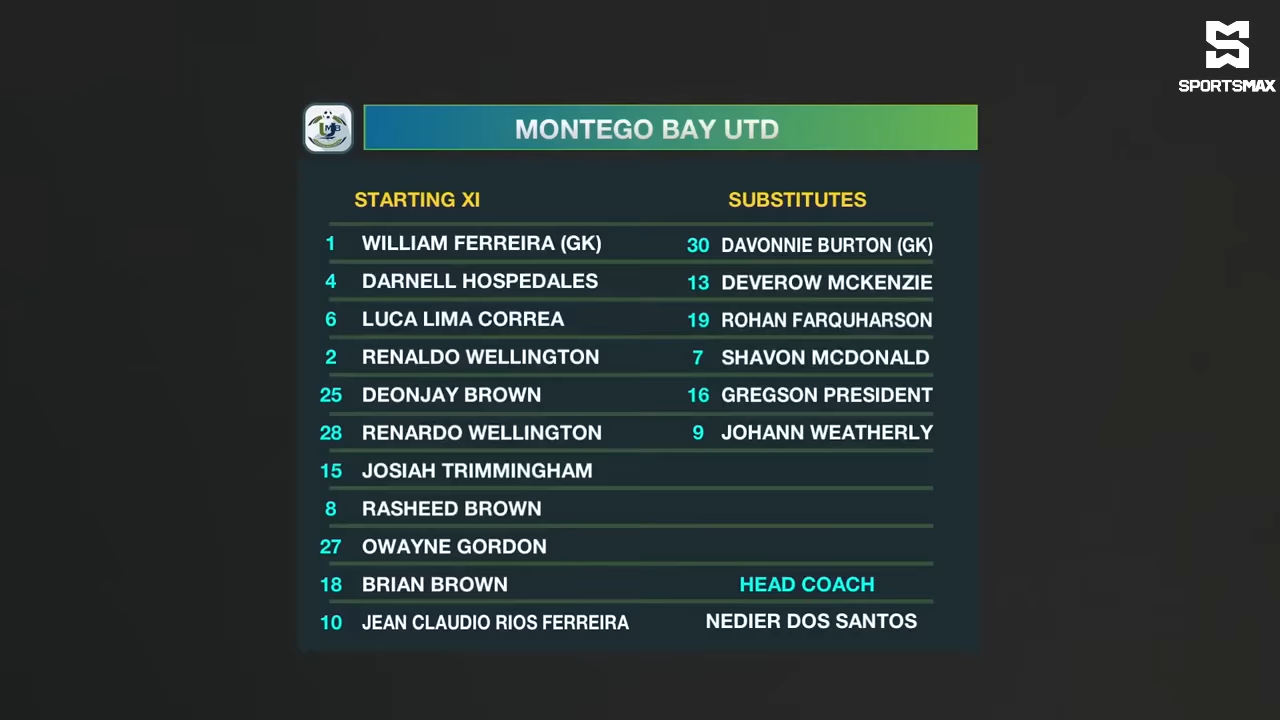 SPORTSMAX
MONTEGO BAY UTD
STARTING XI
1 WILLIAM FERREIRA (GK)
4 DARNELL HOSPEDALES
6 LUCA LIMA CORREA
2 RENALDO WELLINGTON
25 DEONJAY BROWN
28 RENARDO WELLINGTON
15 JOSIAH TRIMMINGHAM
8 RASHEED BROWN
27 OWAYNE GORDON
18 BRIAN BROWN
10 JEAN CLAUDIO RIOS FERREIRA
SUBSTITUTES
30 DAVONNIE BURTON (GK)
13 DEVEROW MCKENZIE
19 ROHAN FARQUHARSON
7 SHAVON MCDONALD
16 GREGSON PRESIDENT
9 JOHANN WEATHERLY
HEAD COACH
NEDIER DOS SANTOS